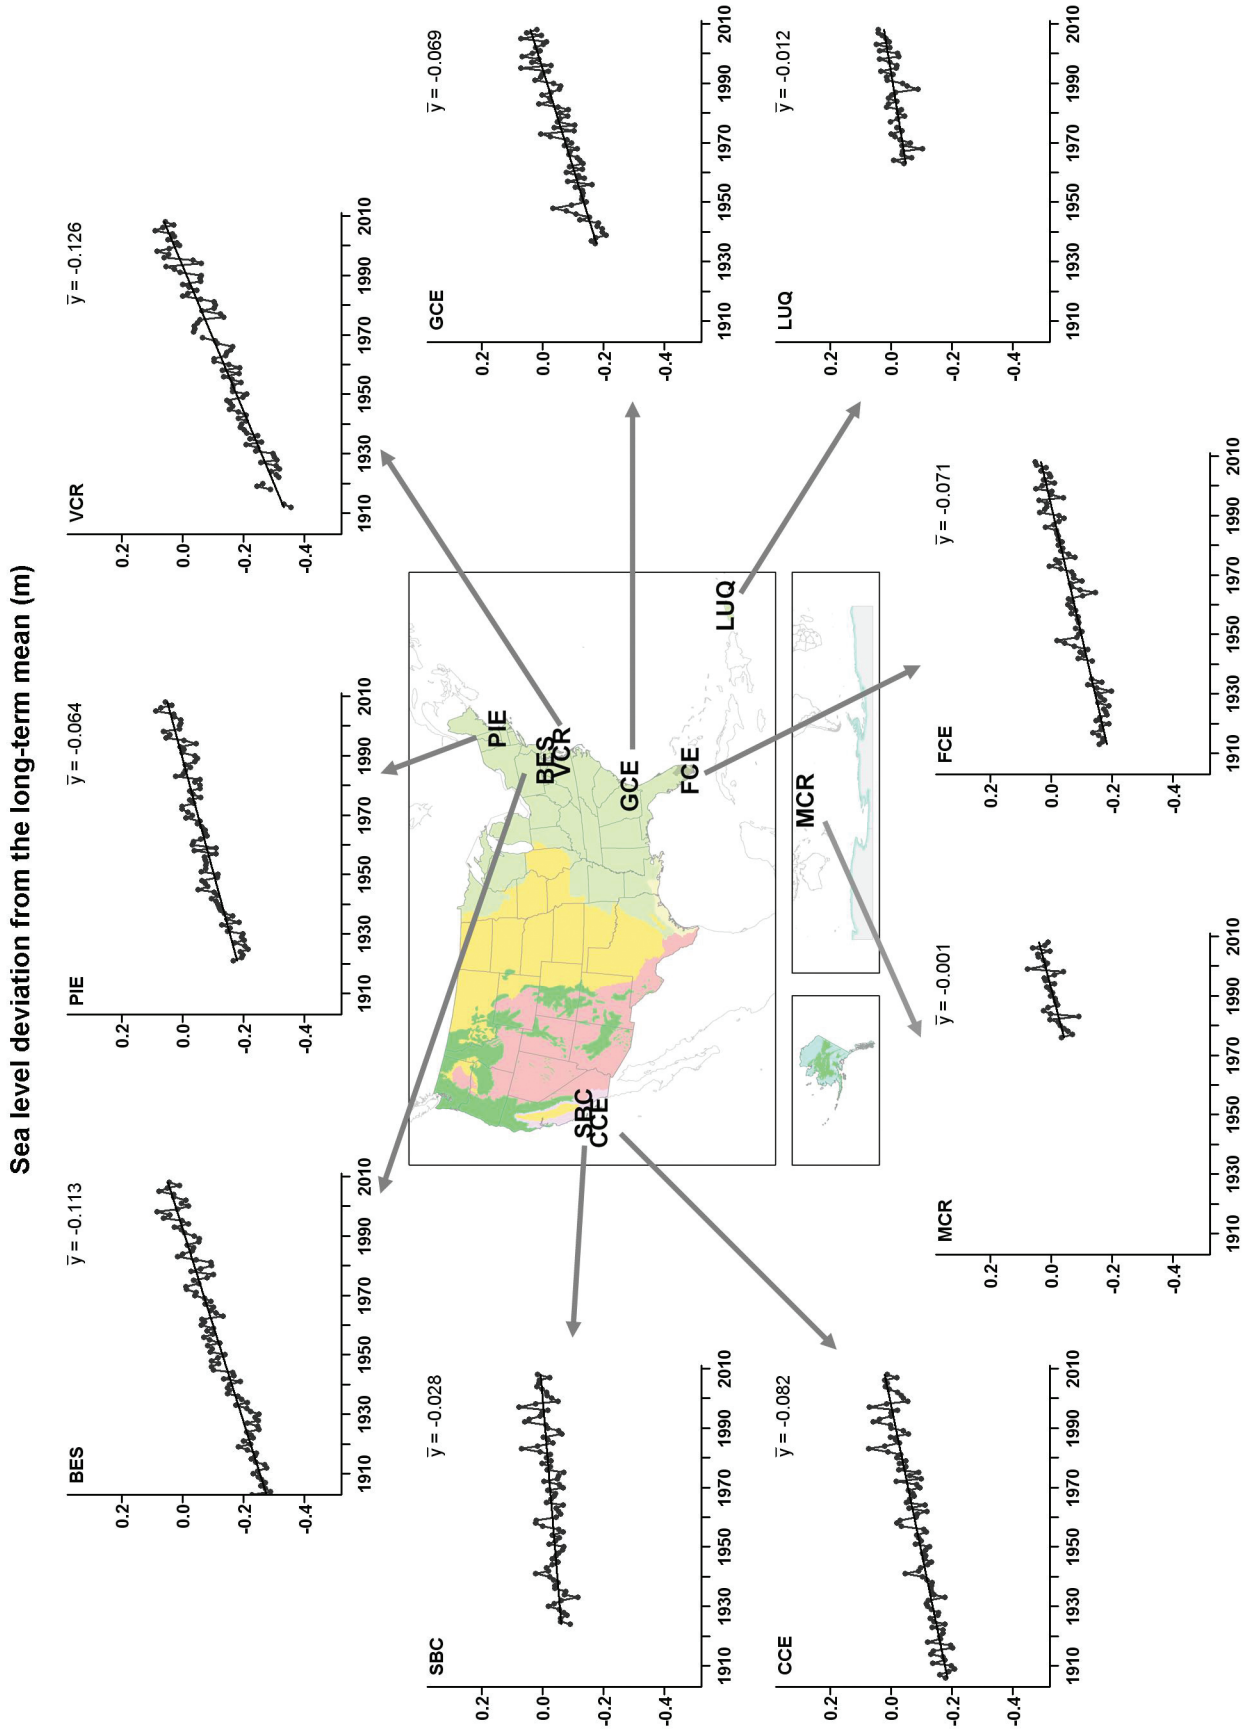 Sea level deviation from the long-term mean (m)
BES
ȳ = -0.113
0.2
0.0
-0.2
-0.4
1910 1930 1950 1970 1990 2010
PIE
ȳ = -0.064
0.2
0.0
-0.2
-0.4
1910 1930 1950 1970 1990 2010
VCR
ȳ = -0.126
0.2
0.0
-0.2
-0.4
1910 1930 1950 1970 1990 2010
SBC
ȳ = -0.028
0.2
0.0
-0.2
-0.4
1910 1930 1950 1970 1990 2010
GCE
ȳ = -0.069
0.2
0.0
-0.2
-0.4
1910 1930 1950 1970 1990 2010
PIE
BES
VCR
SBC
CCE
GCE
FCE
LUQ
MCR
CCE
ȳ = -0.082
0.2
0.0
-0.2
-0.4
1910 1930 1950 1970 1990 2010
LUQ
ȳ = -0.012
0.2
0.0
-0.2
-0.4
1910 1930 1950 1970 1990 2010
MCR
ȳ = -0.001
0.2
0.0
-0.2
-0.4
1910 1930 1950 1970 1990 2010
FCE
ȳ = -0.071
0.2
0.0
-0.2
-0.4
1910 1930 1950 1970 1990 2010